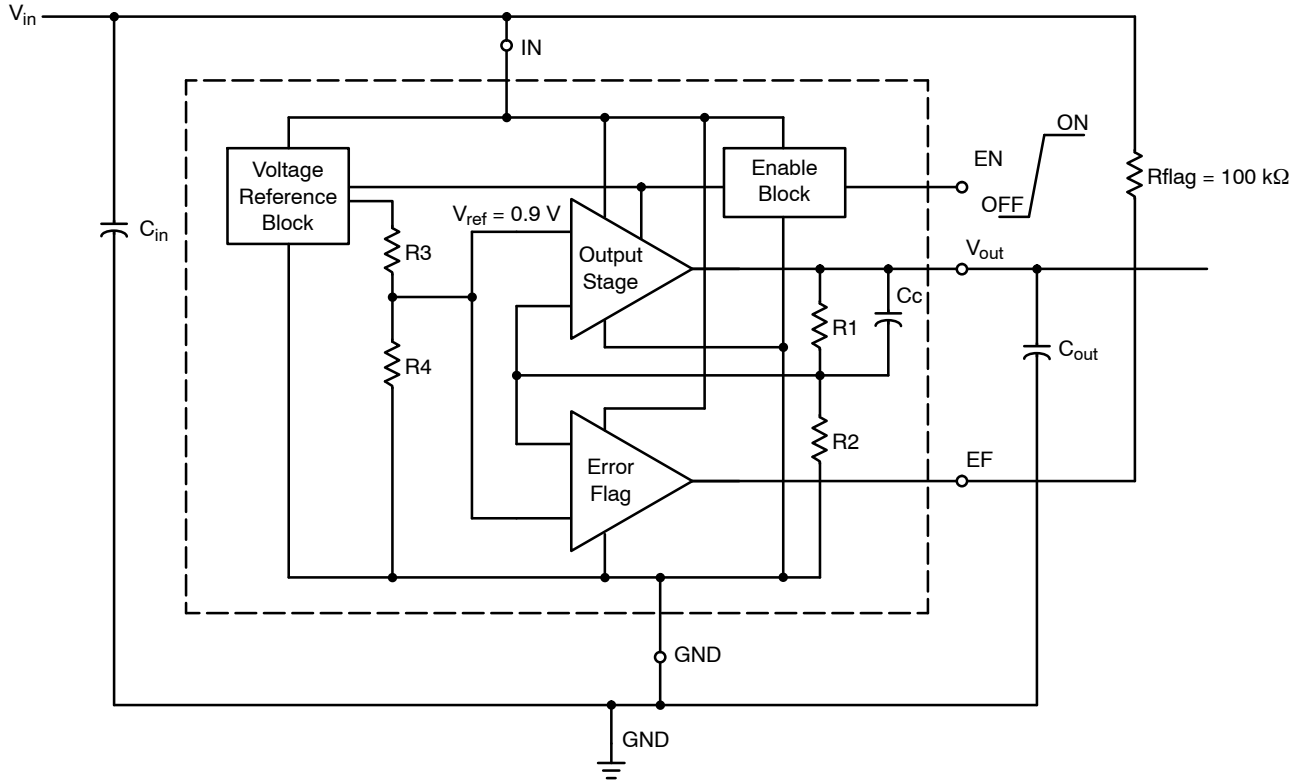 Vin
IN
Voltage
Reference
Block
Enable
Block
EN
ON
OFF
Rflag = 100 kΩ
Cin
R3
Vref = 0.9 V
Output
Stage
Vout
Cc
R1
Cout
R4
R2
Error
Flag
EF
GND
GND